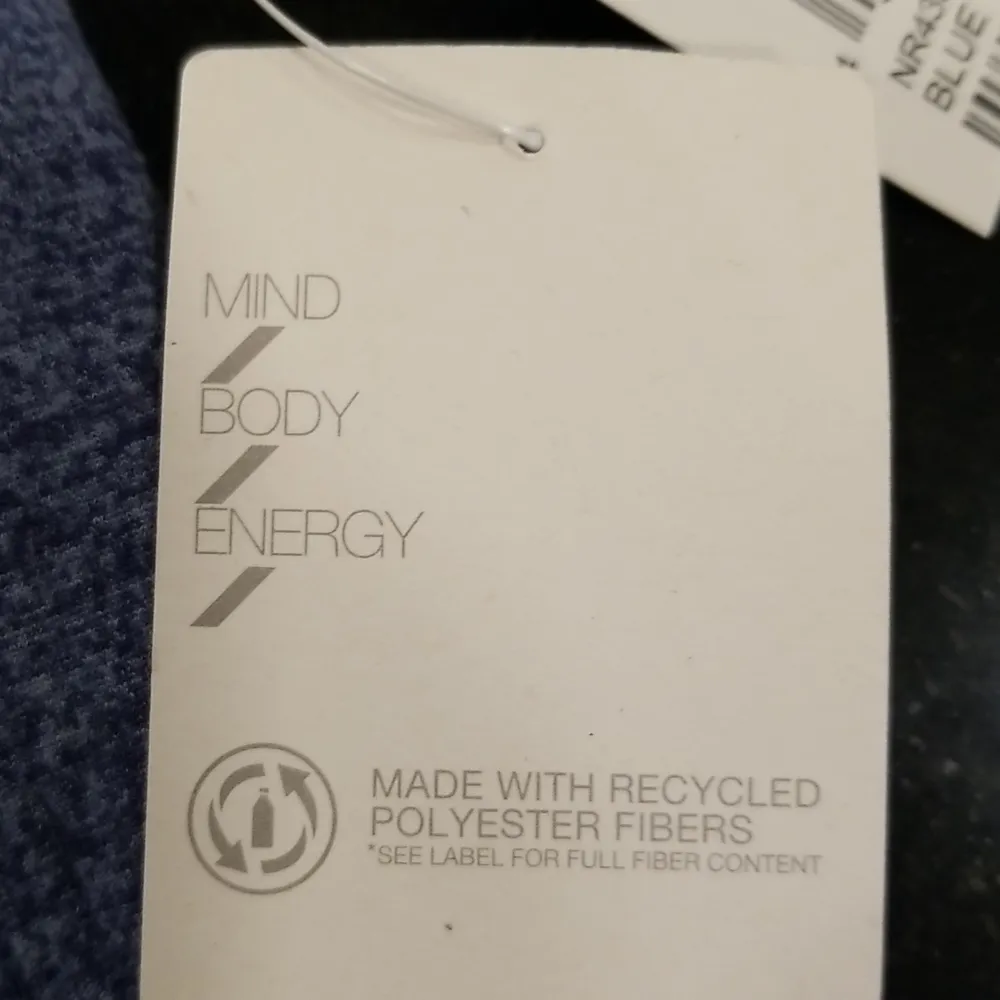 MIND
BODY
ENERGY
MADE WITH RECYCLED
POLYESTER FIBERS
*SEE LABEL FOR FULL FIBER CONTENT
BLUE